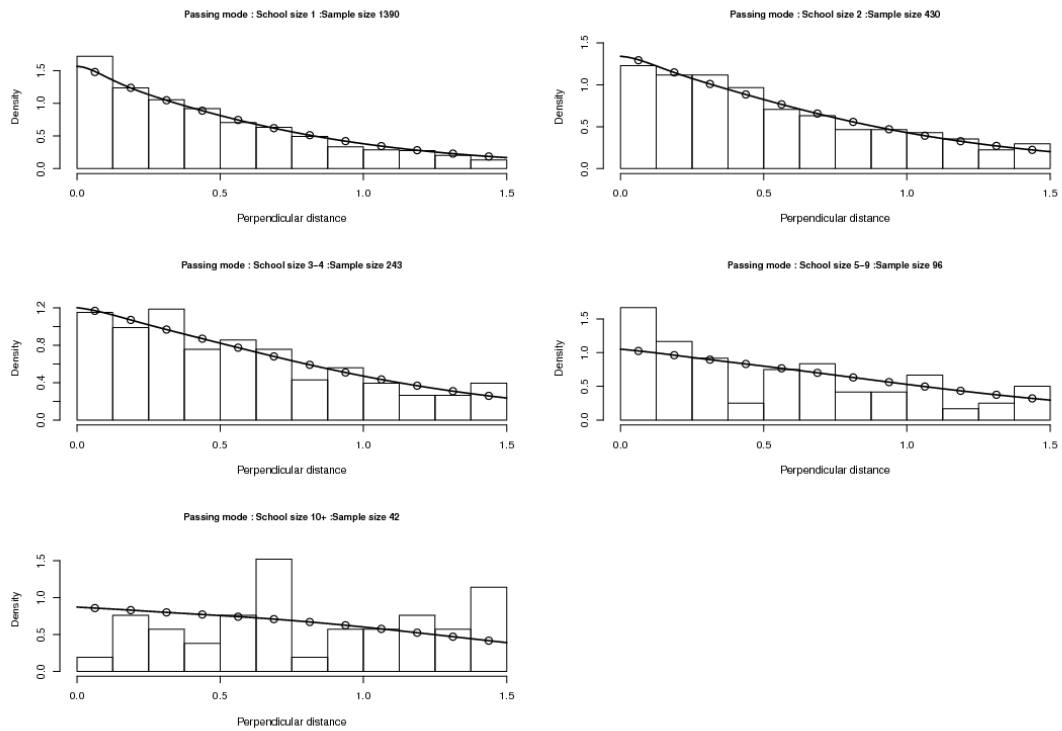 Passing mode : School size 1 :Sample size 1390
Density
0.0 0.5 1.0 1.5
0.0 0.5 1.0 1.5
Perpendicular distance
Passing mode : School size 2 :Sample size 430
Density
0.0 0.5 1.0 1.5
0.0 0.5 1.0 1.5
Perpendicular distance
Passing mode : School size 3−4 :Sample size 243
Density
0.0 0.4 0.8 1.2
0.0 0.5 1.0 1.5
Perpendicular distance
Passing mode : School size 5−9 :Sample size 96
Density
0.0 0.5 1.0 1.5
0.0 0.5 1.0 1.5
Perpendicular distance
Passing mode : School size 10+ :Sample size 42
Density
0.0 0.5 1.0 1.5
0.0 0.5 1.0 1.5
Perpendicular distance